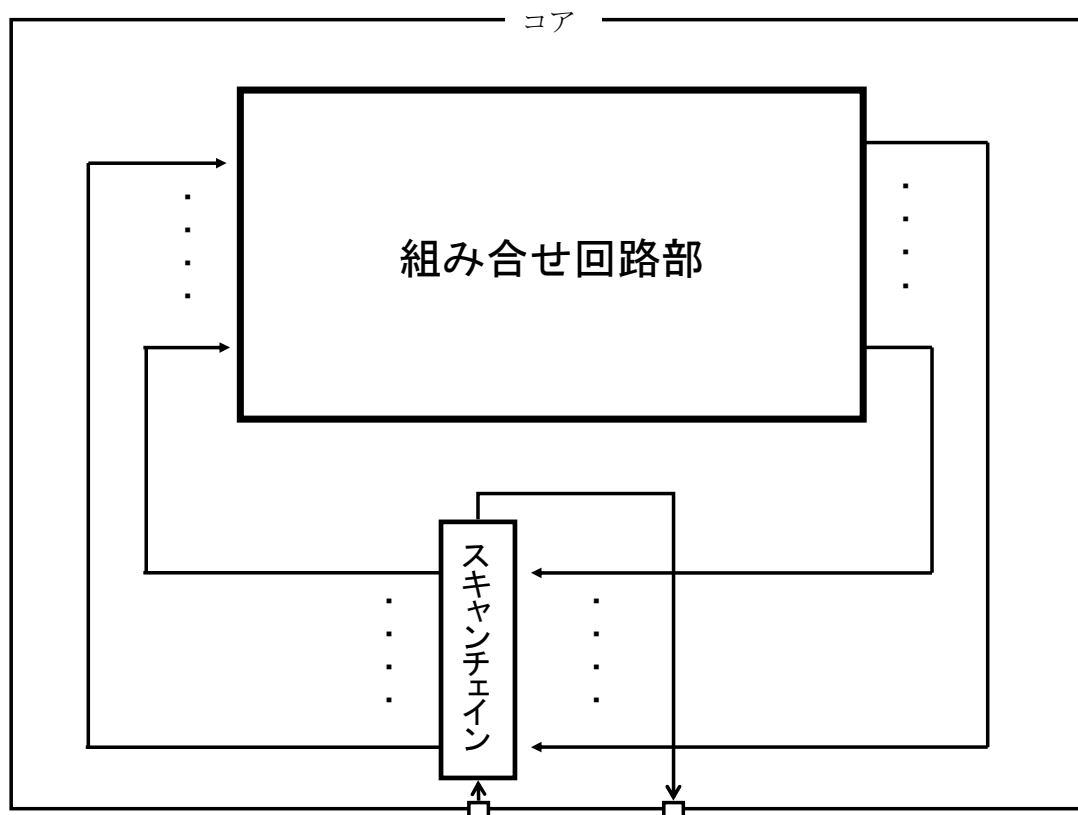 コア
組み合せ回路部
スキャンチェイン